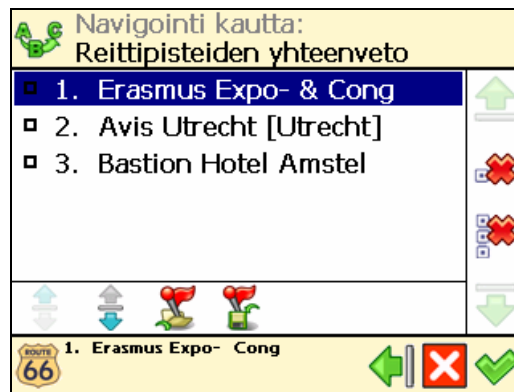 A B C
Navigointi kautta:
Reittipisteiden yhteenveto
1. Erasmus Expo- & Cong
2. Avis Utrecht [Utrecht]
3. Bastion Hotel Amstel
ROUTE
66
1. Erasmus Expo- Cong